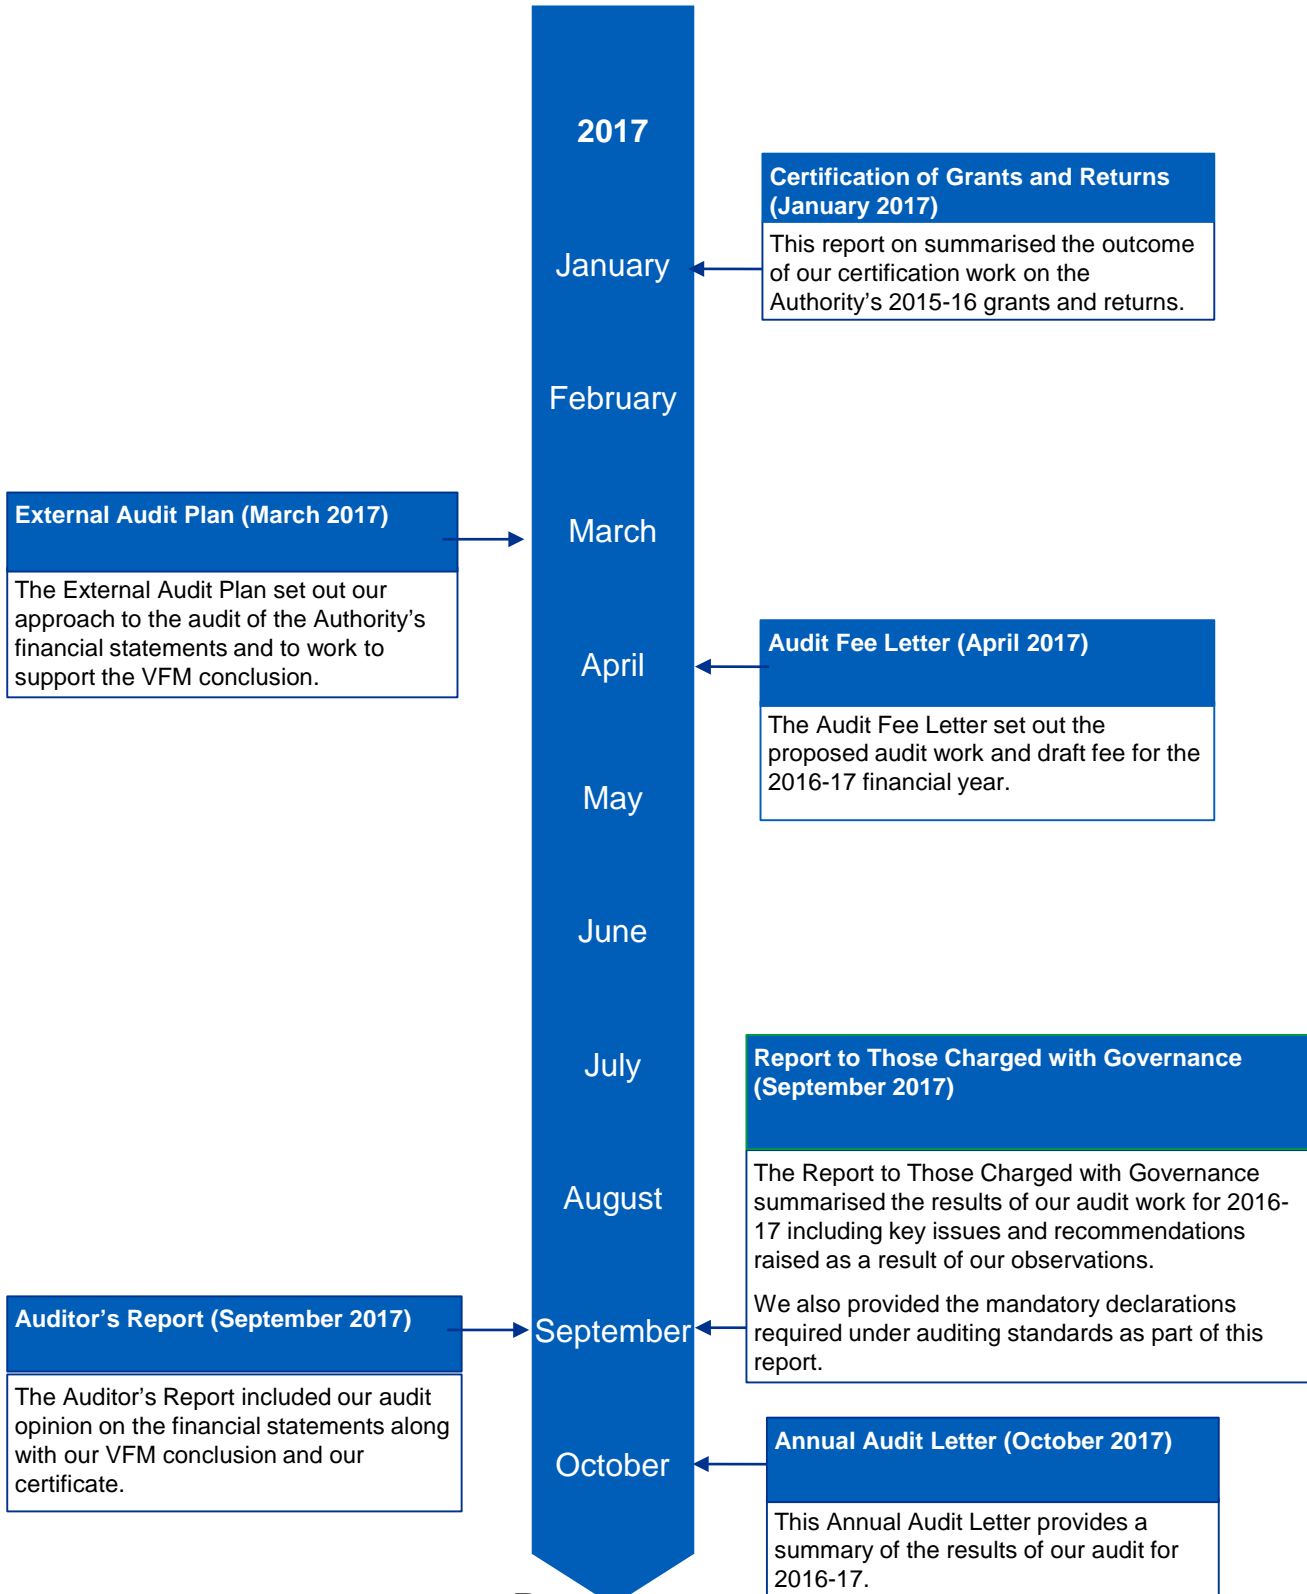 2017
Certification of Grants and Returns
(January 2017)
This report on summarised the outcome
of our certification work on the
Authority’s 2015-16 grants and returns.
January
February
External Audit Plan (March 2017)
The External Audit Plan set out our
approach to the audit of the Authority’s
financial statements and to work to
support the VFM conclusion.
March
Audit Fee Letter (April 2017)
The Audit Fee Letter set out the
proposed audit work and draft fee for the
2016-17 financial year.
April
May
June
July
Report to Those Charged with Governance
(September 2017)
The Report to Those Charged with Governance
summarised the results of our audit work for 2016-
17 including key issues and recommendations
raised as a result of our observations.
We also provided the mandatory declarations
required under auditing standards as part of this
report.
August
Auditor’s Report (September 2017)
The Auditor’s Report included our audit
opinion on the financial statements along
with our VFM conclusion and our
certificate.
September
Annual Audit Letter (October 2017)
This Annual Audit Letter provides a
summary of the results of our audit for
2016-17.
October